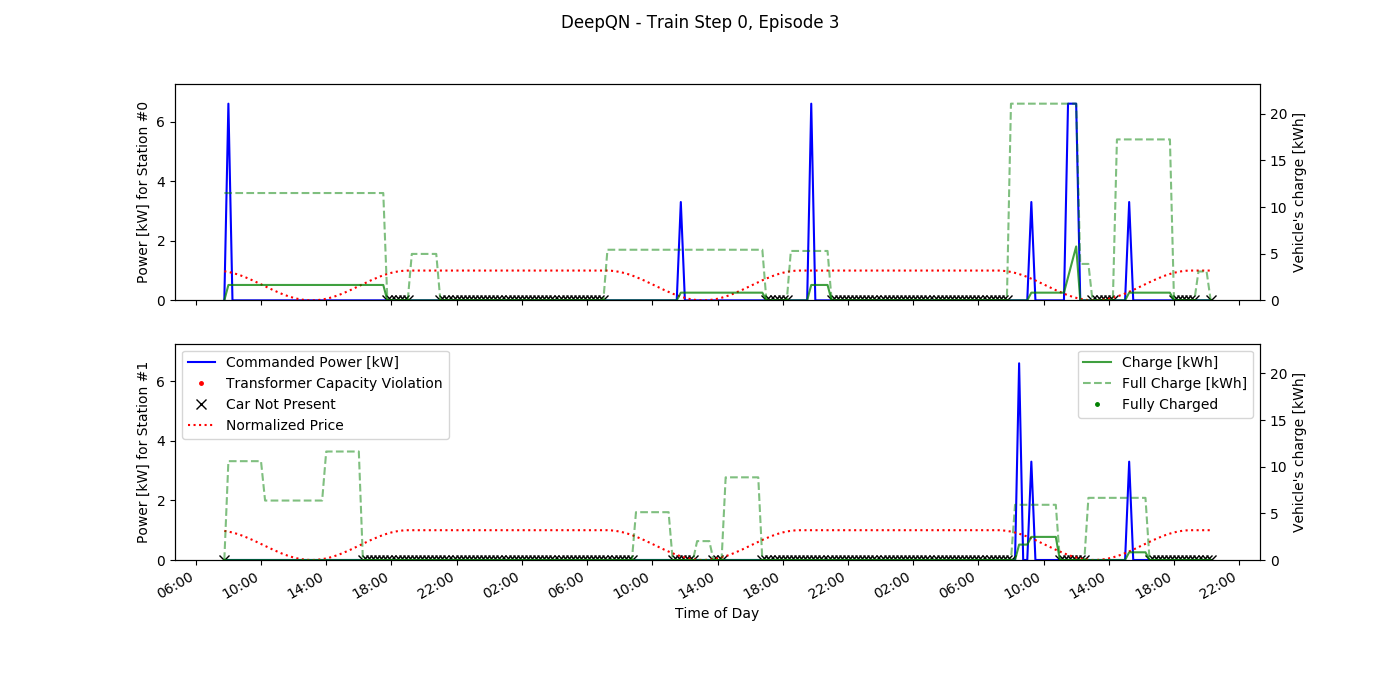 DeepQN - Train Step 0, Episode 3
Power [kW] for Station #0
6
4
2
0
20
15
10
5
0
Vehicle's charge [kWh]
Power [kW] for Station #1
6
4
2
0
Commanded Power [kW]
Transformer Capacity Violation
Car Not Present
Normalized Price
Charge [kWh]
Full Charge [kWh]
Fully Charged
20
15
10
5
0
Vehicle's charge [kWh]
06:00 10:00 14:00 18:00 22:00 02:00 06:00 10:00 14:00 18:00 22:00 02:00 06:00 10:00 14:00 18:00 22:00
Time of Day